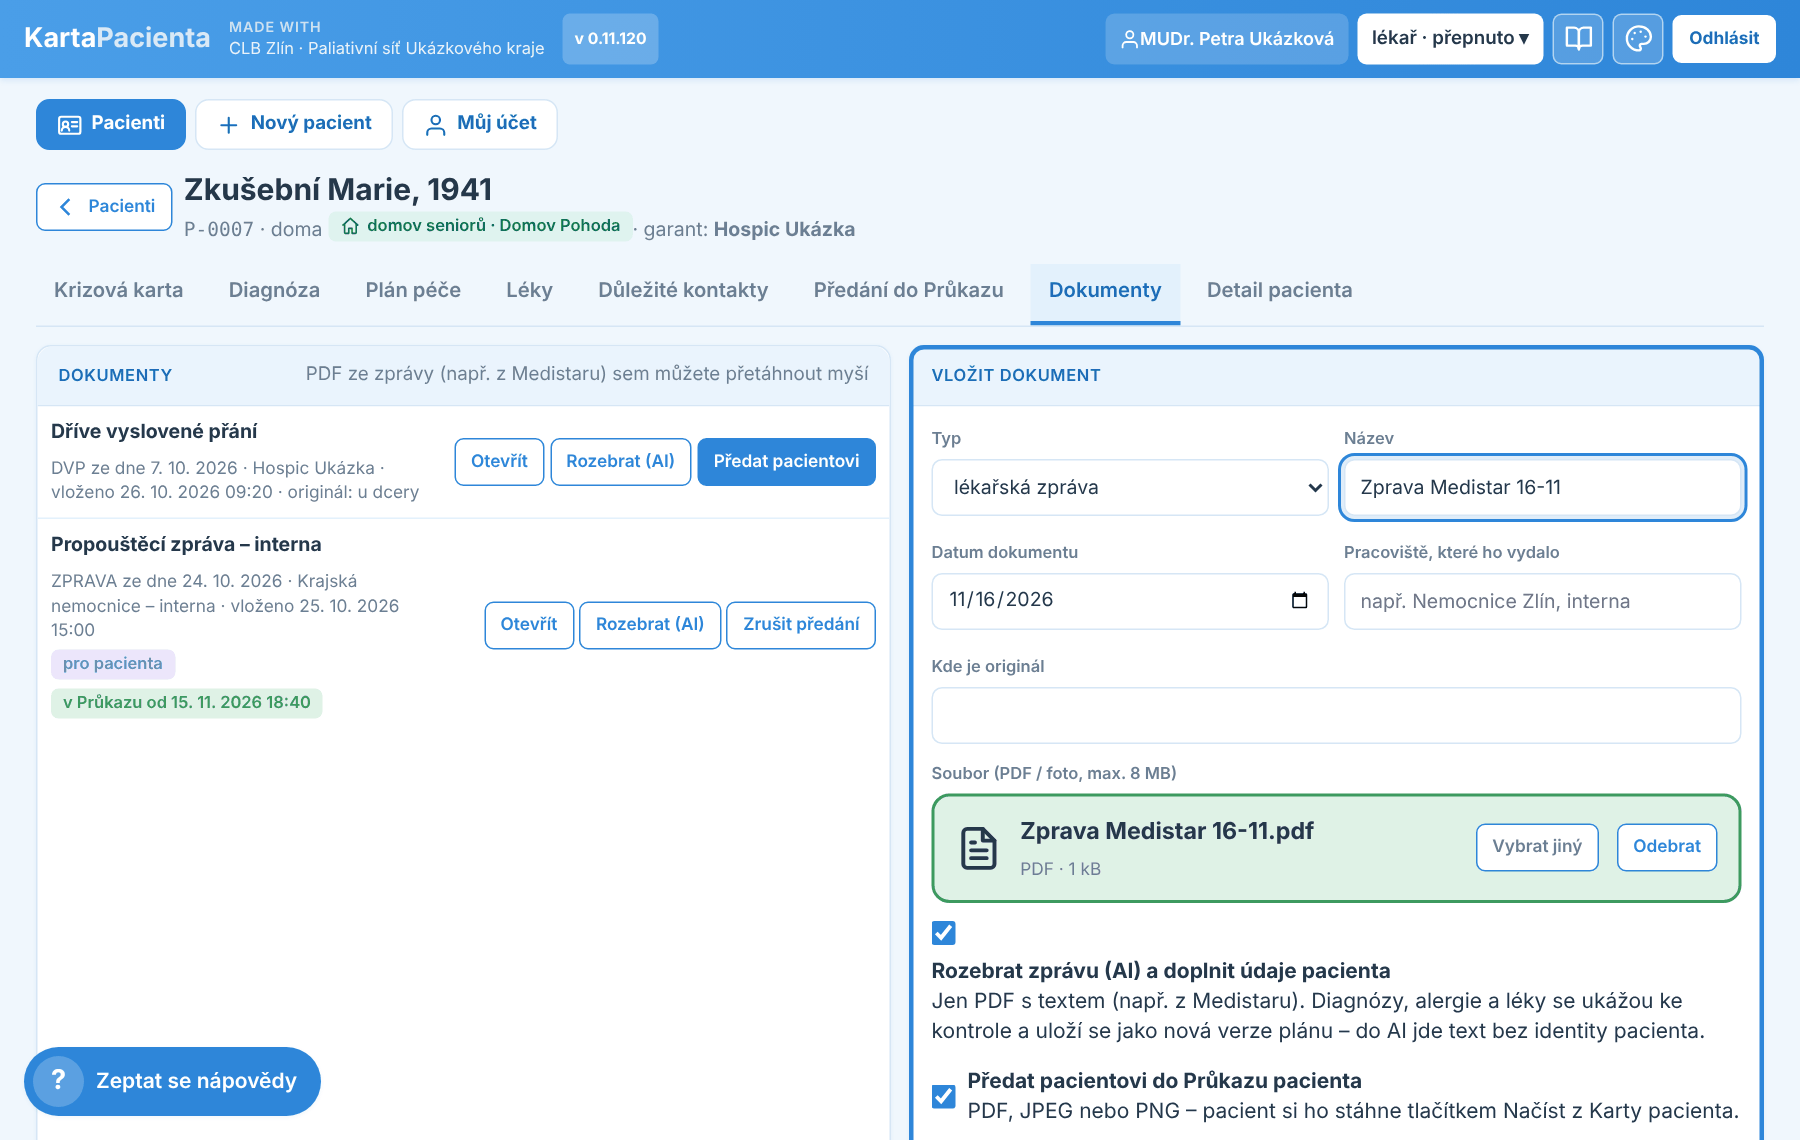 KartaPacienta
MADE WITH
CLB Zlín · Paliativní síť Ukázkového kraje
v 0.11.120
MUDr. Petra Ukázková
lékař · přepnuto ▾
Odhlásit
Pacienti
Nový pacient
Můj účet
Pacienti
Zkušební Marie, 1941
P-0007 · doma domov seniorů · Domov Pohoda · garant: Hospic Ukázka
Krizová karta
Diagnóza
Plán péče
Léky
Důležité kontakty
Předání do Průkazu
Dokumenty
Detail pacienta
DOKUMENTY
PDF ze zprávy (např. z Medistaru) sem můžete přetáhnout myší
Dříve vyslovené přání
DVP ze dne 7. 10. 2026 · Hospic Ukázka ·
vloženo 26. 10. 2026 09:20 · originál: u dcery
Otevřít
Rozebrat (AI)
Předat pacientovi
Propouštěcí zpráva – interna
ZPRAVA ze dne 24. 10. 2026 · Krajská
nemocnice – interna · vloženo 25. 10. 2026
15:00
pro pacienta
v Průkazu od 15. 11. 2026 18:40
Otevřít
Rozebrat (AI)
Zrušit předání
VLOŽIT DOKUMENT
Typ
lékařská zpráva
Název
Zprava Medistar 16-11
Datum dokumentu
11/16/2026
Pracoviště, které ho vydalo
např. Nemocnice Zlín, interna
Kde je originál
Soubor (PDF / foto, max. 8 MB)
Zprava Medistar 16-11.pdf
PDF · 1 kB
Vybrat jiný
Odebrat
Rozebrat zprávu (AI) a doplnit údaje pacienta
Jen PDF s textem (např. z Medistaru). Diagnózy, alergie a léky se ukážou ke
kontrole a uloží se jako nová verze plánu – do AI jde text bez identity pacienta.
Předat pacientovi do Průkazu pacienta
PDF, JPEG nebo PNG – pacient si ho stáhne tlačítkem Načíst z Karty pacienta.
? Zeptat se nápovědy